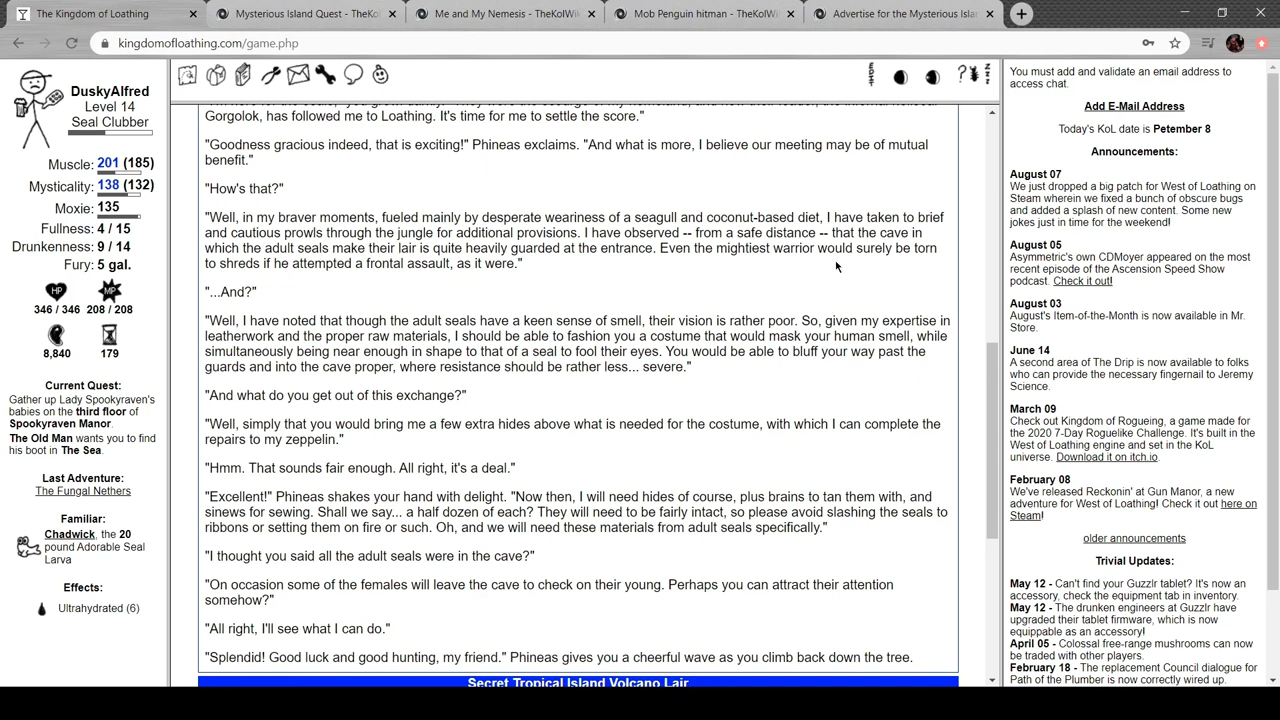 The Kingdom of Loathing
Mysterious Island Quest - TheKol
Me and My Nemesis - TheKolWiki
Mob Penguin hitman - TheKolWi
Advertise for the Mysterious Islan
kingdomofloathing.com/game.php
DuskyAlfred
Level 14
Seal Clubber
Muscle: 201 (185)
Mysticality: 138 (132)
Moxie: 135
Fullness: 4 / 15
Drunkenness: 9 / 14
Fury: 5 gal.
HP
MP
346 / 346 208 / 208
8,840 179
Current Quest:
Gather up Lady Spookyraven's
babies on the third floor of
Spookyraven Manor.
The Old Man wants you to find
his boot in The Sea.
Last Adventure:
The Fungal Nethers
Familiar:
Chadwick, the 20
pound Adorable Seal
Larva
Effects:
Ultrahydrated (6)
Gorgolok, has followed me to Loathing. It's time for me to settle the score."
"Goodness gracious indeed, that is exciting!" Phineas exclaims. "And what is more, I believe our meeting may be of mutual
benefit."
"How's that?"
"Well, in my braver moments, fueled mainly by desperate weariness of a seagull and coconut-based diet, I have taken to brief
and cautious prowls through the jungle for additional provisions. I have observed -- from a safe distance -- that the cave in
which the adult seals make their lair is quite heavily guarded at the entrance. Even the mightiest warrior would surely be torn
to shreds if he attempted a frontal assault, as it were."
"...And?"
"Well, I have noted that though the adult seals have a keen sense of smell, their vision is rather poor. So, given my expertise in
leatherwork and the proper raw materials, I should be able to fashion you a costume that would mask your human smell, while
simultaneously being near enough in shape to that of a seal to fool their eyes. You would be able to bluff your way past the
guards and into the cave proper, where resistance should be rather less... severe."
"And what do you get out of this exchange?"
"Well, simply that you would bring me a few extra hides above what is needed for the costume, with which I can complete the
repairs to my zeppelin."
"Hmm. That sounds fair enough. All right, it's a deal."
"Excellent!" Phineas shakes your hand with delight. "Now then, I will need hides of course, plus brains to tan them with, and
sinews for sewing. Shall we say... a half dozen of each? They will need to be fairly intact, so please avoid slashing the seals to
ribbons or setting them on fire or such. Oh, and we will need these materials from adult seals specifically."
"I thought you said all the adult seals were in the cave?"
"On occasion some of the females will leave the cave to check on their young. Perhaps you can attract their attention
somehow?"
"All right, I'll see what I can do."
"Splendid! Good luck and good hunting, my friend." Phineas gives you a cheerful wave as you climb back down the tree.
Secret Tropical Island Volcano Lair
You must add and validate an email address to
access chat.
Add E-Mail Address
Today's KoL date is Petember 8
Announcements:
August 07
We just dropped a big patch for West of Loathing on
Steam wherein we fixed a bunch of obscure bugs
and added a splash of new content. Some new
jokes just in time for the weekend!
August 05
Asymmetric's own CDMoyer appeared on the most
recent episode of the Ascension Speed Show
podcast. Check it out!
August 03
August's Item-of-the-Month is now available in Mr.
Store.
June 14
A second area of The Drip is now available to folks
who can provide the necessary fingernail to Jeremy
Science.
March 09
Check out Kingdom of Rogueing, a game made for
the 2020 7-Day Roguelike Challenge. It's built in the
West of Loathing engine and set in the KoL
universe. Download it on itch.io.
February 08
We've released Reckonin' at Gun Manor, a new
adventure for West of Loathing! Check it out here on
Steam!
older announcements
Trivial Updates:
May 12 - Can't find your Guzzlr tablet? It's now an
accessory, check the equipment tab in inventory.
May 12 - The drunken engineers at Guzzlr have
upgraded their tablet firmware, which is now
equippable as an accessory!
April 05 - Colossal free-range mushrooms can now
be traded with other players.
February 18 - The replacement Council dialogue for
Path of the Plumber is now correctly wired up.